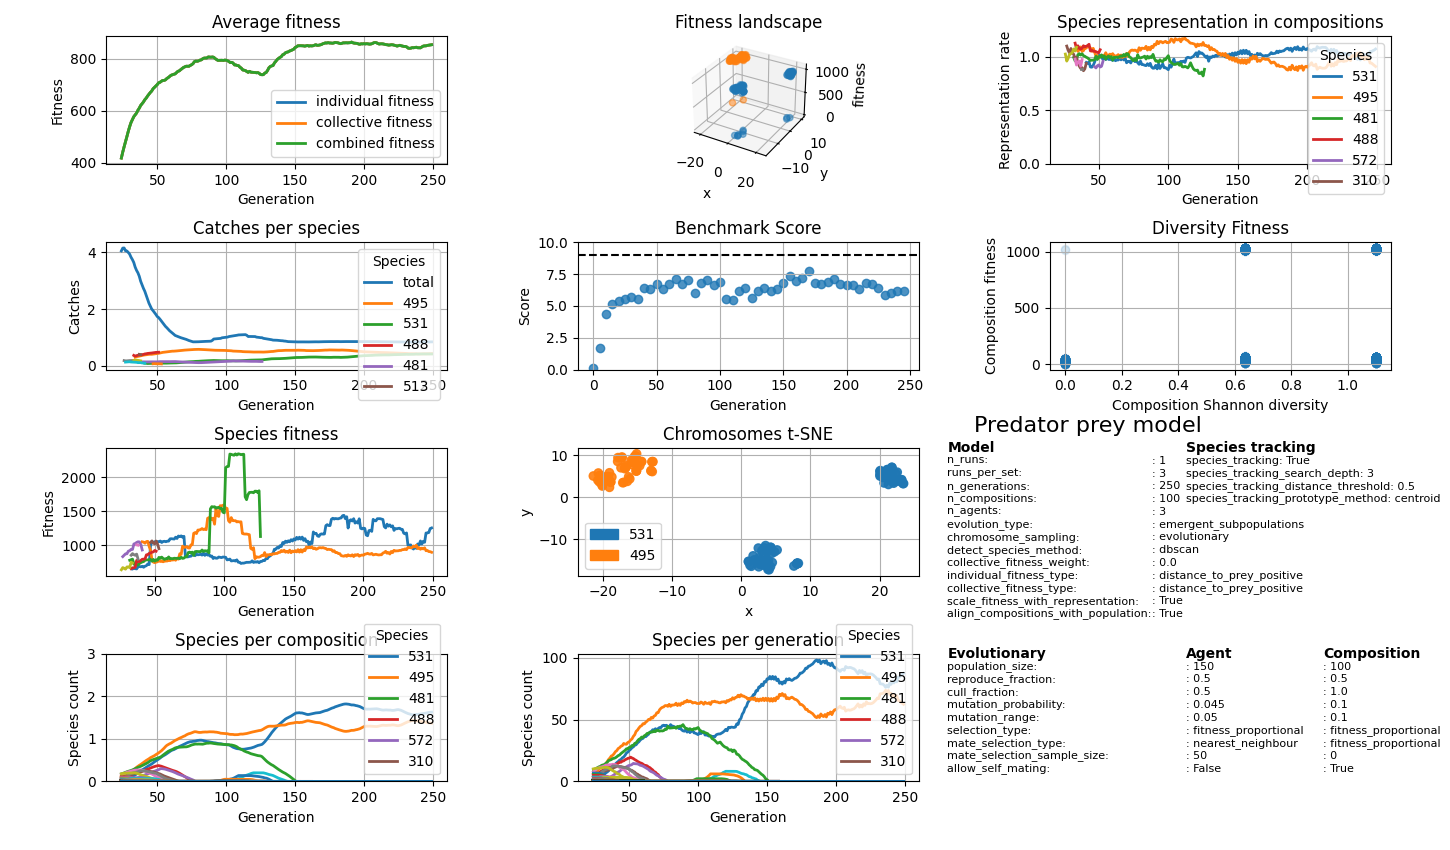 Average fitness
Fitness
800
600
400
individual fitness
collective fitness
combined fitness
50 100 150 200 250
Generation
Fitness landscape
fitness
1000
500
0
10
0
−10
y
−20 0 20
x
Species representation in compositions
Representation rate
1.0
0.5
0.0
Species
531
495
481
488
572
310
50 100 150 200 250
Generation
Catches per species
Catches
4
2
0
Species
total
495
531
488
481
513
50 100 150 200 250
Generation
Benchmark Score
Score
10.0
7.5
5.0
2.5
0.0
0 50 100 150 200 250
Generation
Diversity Fitness
Composition fitness
1000
500
0
0.0 0.2 0.4 0.6 0.8 1.0
Composition Shannon diversity
Species fitness
Fitness
2000
1500
1000
50 100 150 200 250
Generation
Chromosomes t-SNE
y
10
0
−10
531
495
−20 −10 0 10 20
x
Predator prey model
Model
n_runs: : 1
runs_per_set: : 3
n_generations: : 250
n_compositions: : 100
n_agents: : 3
evolution_type: : emergent_subpopulations
chromosome_sampling: : evolutionary
detect_species_method: : dbscan
collective_fitness_weight: : 0.0
individual_fitness_type: : distance_to_prey_positive
collective_fitness_type: : distance_to_prey_positive
scale_fitness_with_representation: : True
align_compositions_with_population: : True
Species tracking
species_tracking: True
species_tracking_search_depth: 3
species_tracking_distance_threshold: 0.5
species_tracking_prototype_method: centroid
Species per composition
Species count
3
2
1
0
Species
531
495
481
488
572
310
50 100 150 200 250
Generation
Species per generation
Species count
100
50
0
Species
531
495
481
488
572
310
50 100 150 200 250
Generation
Evolutionary Agent Composition
population_size: : 150 : 100
reproduce_fraction: : 0.5 : 0.5
cull_fraction: : 0.5 : 1.0
mutation_probability: : 0.045 : 0.1
mutation_range: : 0.05 : 0.1
selection_type: : fitness_proportional : fitness_proportional
mate_selection_type: : nearest_neighbour : fitness_proportional
mate_selection_sample_size: : 50 : 0
allow_self_mating: : False : True